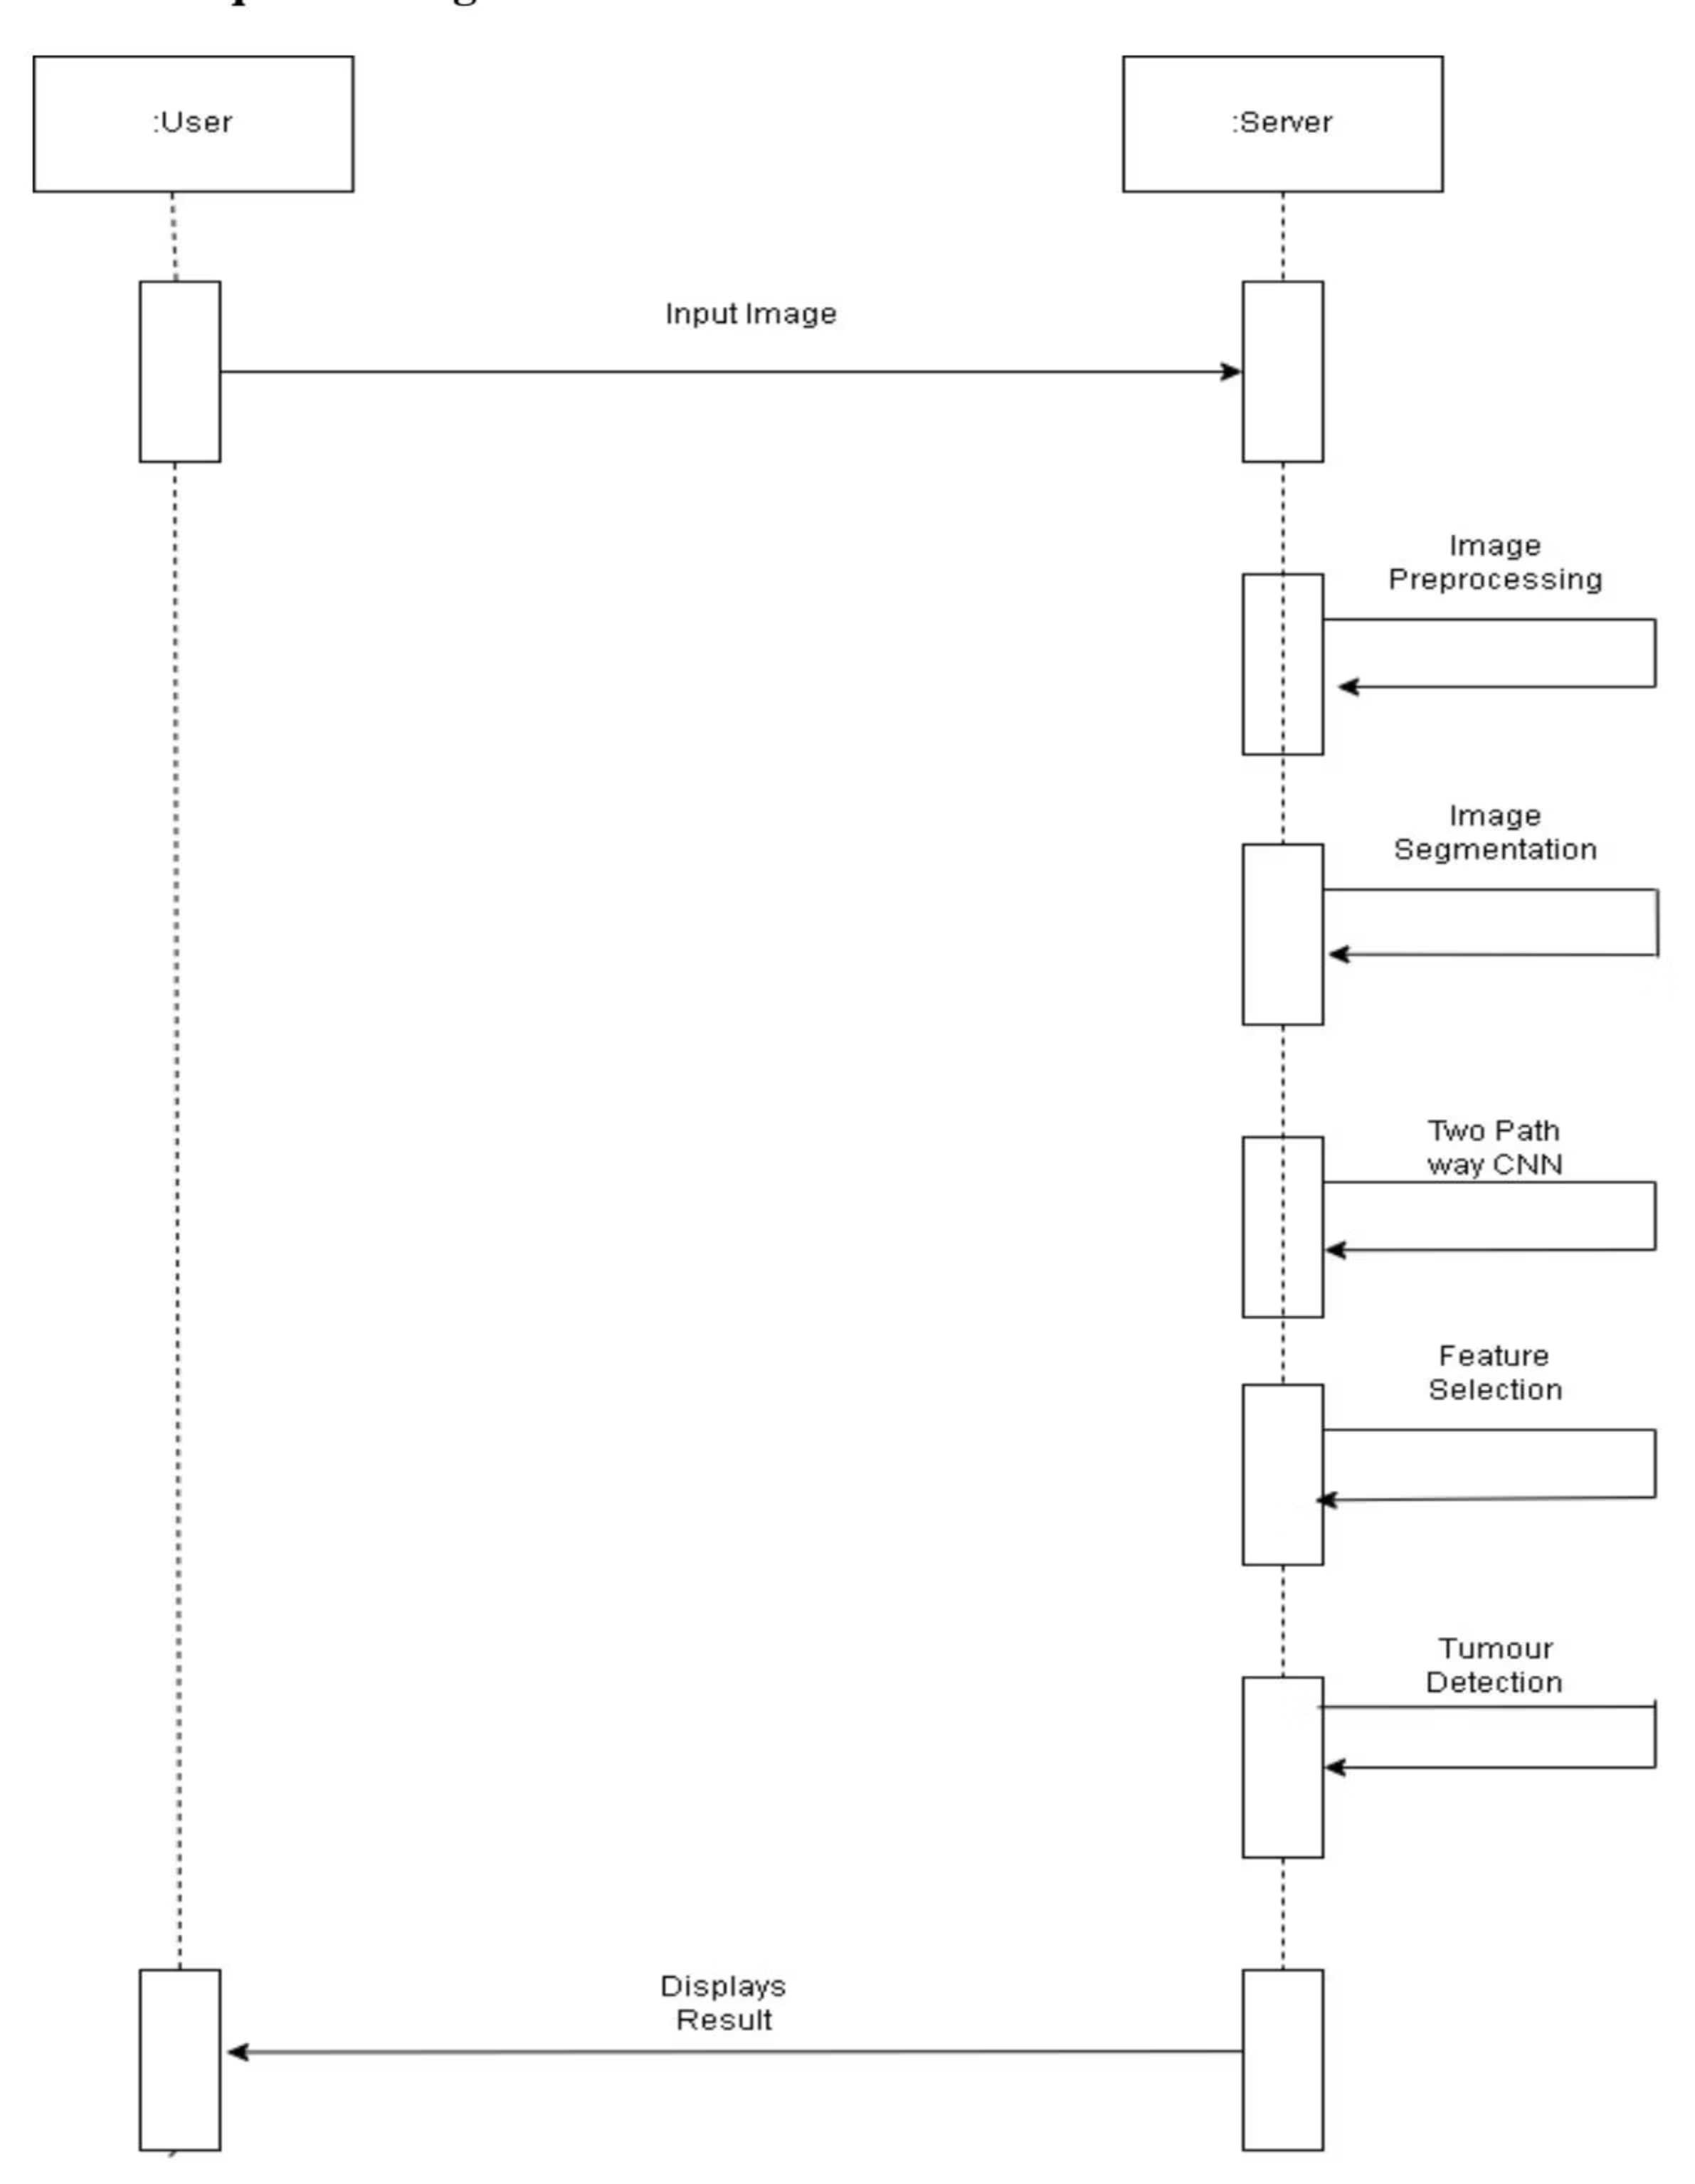 :User
:Server
Input Image
Image
Preprocessing
Image
Segmentation
Two Path
way CNN
Feature
Selection
Tumour
Detection
Displays
Result